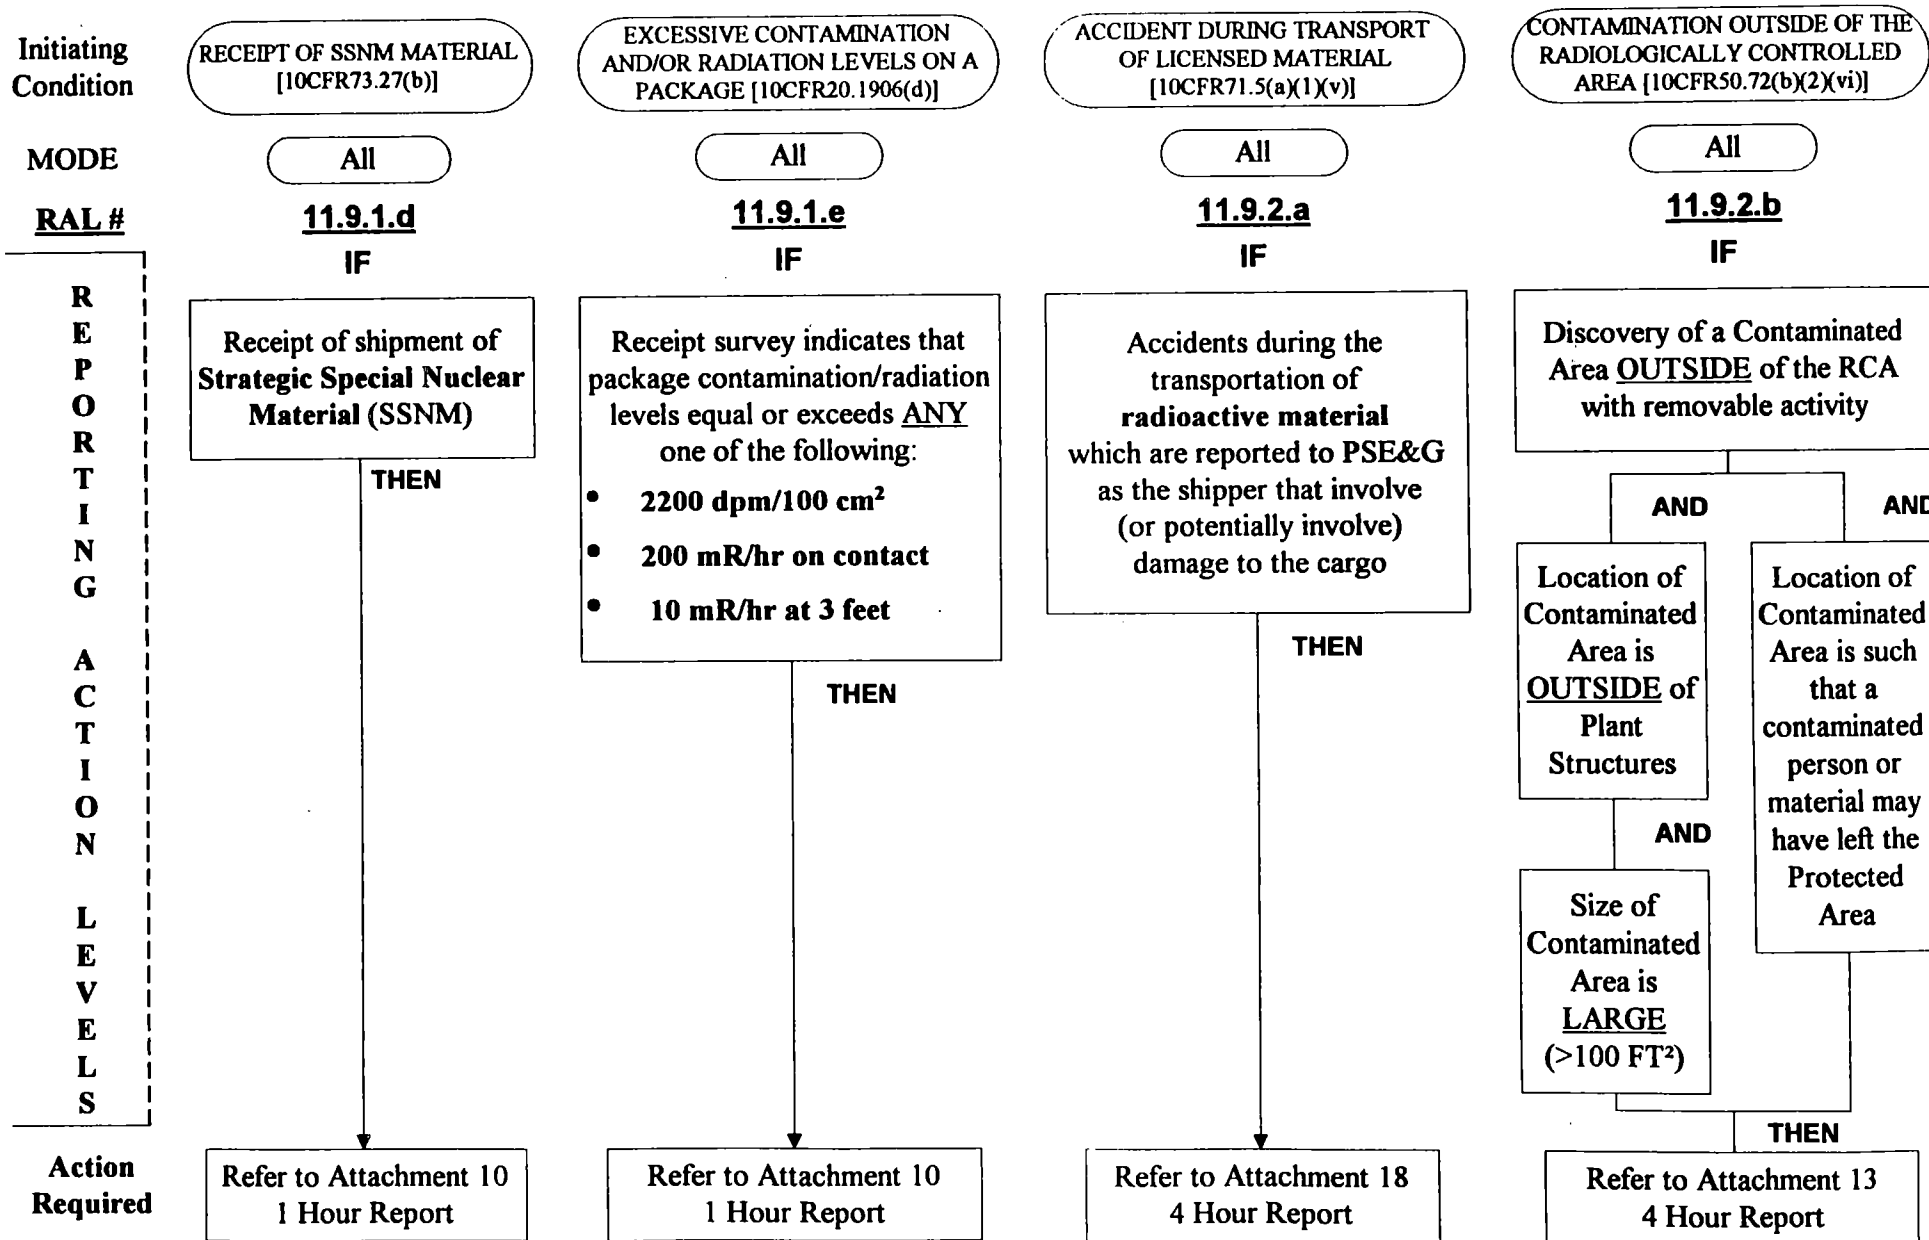 Initiating
Condition
RECEIPT OF SSNM MATERIAL
[10CFR73.27(b)]
EXCESSIVE CONTAMINATION
AND/OR RADIATION LEVELS ON A
PACKAGE [10CFR20.1906(d)]
ACCIDENT DURING TRANSPORT
OF LICENSED MATERIAL
[10CFR71.5(a)(1)(v)]
CONTAMINATION OUTSIDE OF THE
RADIOLOGICALLY CONTROLLED
AREA [10CFR50.72(b)(2)(vi)]
MODE
All
All
All
All
RAL #
11.9.1.d
11.9.1.e
11.9.2.a
11.9.2.b
IF
IF
IF
IF
R
E
P
O
R
T
I
N
G
A
C
T
I
O
N
L
E
V
E
L
S
Receipt of shipment of
Strategic Special Nuclear
Material (SSNM)
THEN
Receipt survey indicates that
package contamination/radiation
levels equal or exceeds ANY
one of the following:
• 2200 dpm/100 cm²
• 200 mR/hr on contact
• 10 mR/hr at 3 feet
THEN
Accidents during the
transportation of
radioactive material
which are reported to PSE&G
as the shipper that involve
(or potentially involve)
damage to the cargo
THEN
Discovery of a Contaminated
Area OUTSIDE of the RCA
with removable activity
AND
AND
Location of
Contaminated
Area is
OUTSIDE of
Plant
Structures
AND
Size of
Contaminated
Area is
LARGE
(>100 FT²)
Location of
Contaminated
Area is such
that a
contaminated
person or
material may
have left the
Protected
Area
THEN
Action
Required
Refer to Attachment 10
1 Hour Report
Refer to Attachment 10
1 Hour Report
Refer to Attachment 18
4 Hour Report
Refer to Attachment 13
4 Hour Report